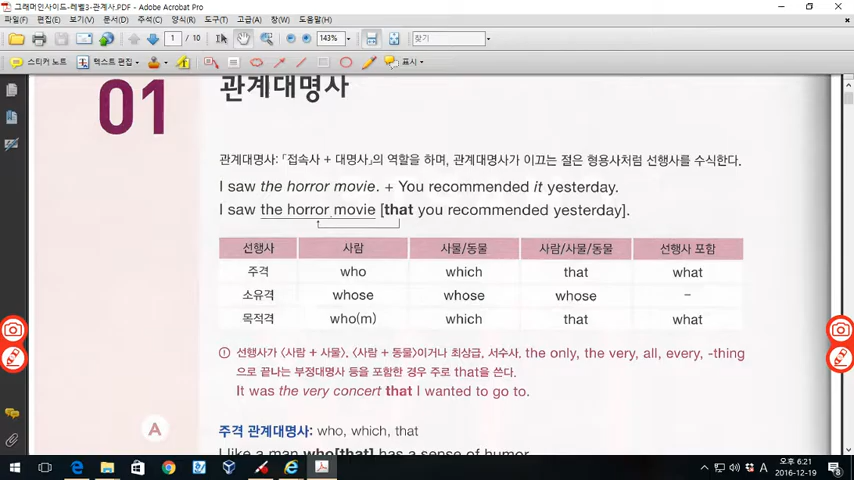 그래머인사이드-레벨3-관계사.PDF - Adobe Acrobat Pro
파일(F) 편집(E) 보기(V) 문서(D) 주석(C) 양식(R) 도구(T) 고급(A) 창(W) 도움말(H)
1 / 10 143% 찾기
스티커 노트 텍스트 편집 표시
01 관계대명사
관계대명사: 「접속사 + 대명사」의 역할을 하며, 관계대명사가 이끄는 절은 형용사처럼 선행사를 수식한다.
I saw the horror movie. + You recommended it yesterday.
I saw the horror movie [that you recommended yesterday].
선행사 사람 사물/동물 사람/사물/동물 선행사 포함
주격 who which that what
소유격 whose whose whose –
목적격 who(m) which that what
① 선행사가 〈사람 + 사물〉, 〈사람 + 동물〉이거나 최상급, 서수사, the only, the very, all, every, -thing
으로 끝나는 부정대명사 등을 포함한 경우 주로 that을 쓴다.
It was the very concert that I wanted to go to.
A
주격 관계대명사: who, which, that
I like a man who[that] has a sense of humor.
A 오후 6:21
2016-12-19 8